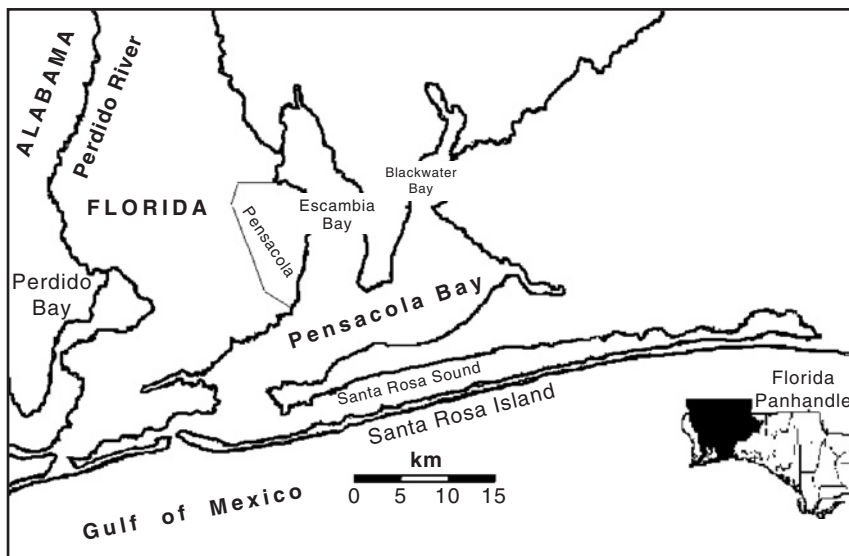 ALABAMA
Perdido River
Blackwater
Bay
FLORIDA
Pensacola
Escambia
Bay
Perdido
Bay
Pensacola Bay
Santa Rosa Sound
Santa Rosa Island
Florida
Panhandle
km
0 5 10 15
Gulf of Mexico